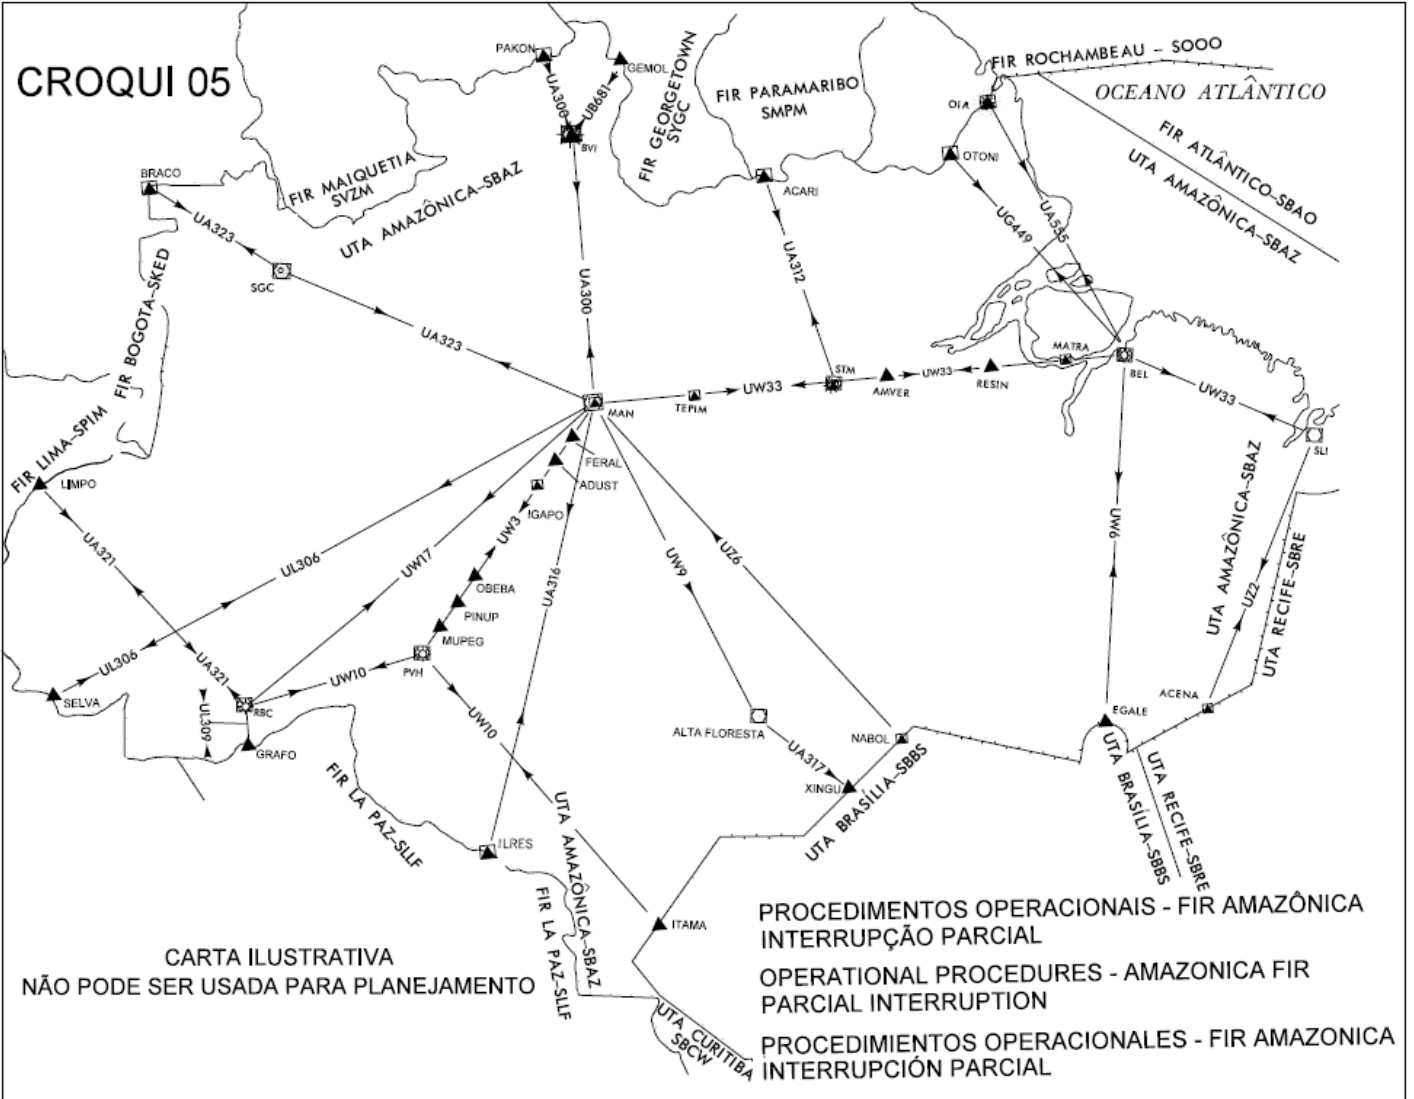 CROQUI 05
PAKON
GEMOL
UA300
UB681
BVI
FIR GEORGETOWN
SYGC
FIR PARAMARIBO
SMPM
FIR ROCHAMBEAU - SOOO
OCEANO ATLÂNTICO
OIA
OTONI
FIR ATLÂNTICO-SBAO
UTA AMAZÔNICA-SBAZ
BRACO
FIR MAIQUETIA
SVZM
UTA AMAZÔNICA-SBAZ
ACARI
UA323
SGC
UA323
UA300
UA312
UG449
UA555
FIR BOGOTA-SKED
FIR LIMA-SPIM
LIMPO
MAN
TEPIM
UW33
STM
AMVER
UW33
RESIN
MATRA
BEL
UW33
SLI
FERAL
ADUST
IGAPO
UW3
UA321
UL306
UW17
UA316
UW9
UZ6
UW6
UTA AMAZÔNICA-SBAZ
UZ2
UTA RECIFE-SBRE
OBEBA
PINUP
MUPEG
PVH
UW10
UA321
UL306
SELVA
UL309
RBC
GRAFO
UW10
ALTA FLORESTA
UA317
XINGU
NABOL
UTA BRASÍLIA-SBBS
EGALE
ACENA
UTA BRASÍLIA-SBBS
UTA RECIFE-SBRE
FIR LA PAZ-SLLF
ILRES
UTA AMAZÔNICA-SBAZ
FIR LA PAZ-SLLF
ITAMA
UTA CURITIBA
SBCW
CARTA ILUSTRATIVA
NÃO PODE SER USADA PARA PLANEJAMENTO
PROCEDIMENTOS OPERACIONAIS - FIR AMAZÔNICA
INTERRUPÇÃO PARCIAL
OPERATIONAL PROCEDURES - AMAZONICA FIR
PARCIAL INTERRUPTION
PROCEDIMIENTOS OPERACIONALES - FIR AMAZONICA
INTERRUPCIÓN PARCIAL